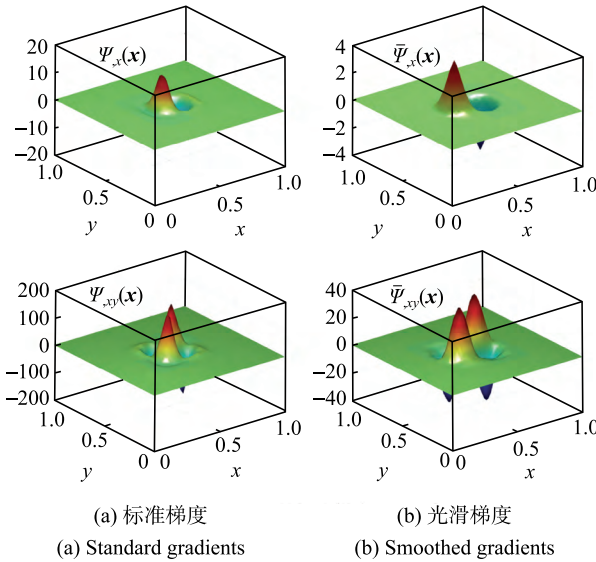 Ψ,x(x)
20
10
0
−10
−20
1.0
0.5
0
y
0
0.5
1.0
x
Ψ̄,x(x)
4
2
0
−2
−4
1.0
0.5
0
y
0
0.5
1.0
x
Ψ,xy(x)
200
100
0
−100
−200
1.0
0.5
0
y
0
0.5
1.0
x
Ψ̄,xy(x)
40
20
0
−20
−40
1.0
0.5
0
y
0
0.5
1.0
x
(a) 标准梯度
(b) 光滑梯度
(a) Standard gradients
(b) Smoothed gradients